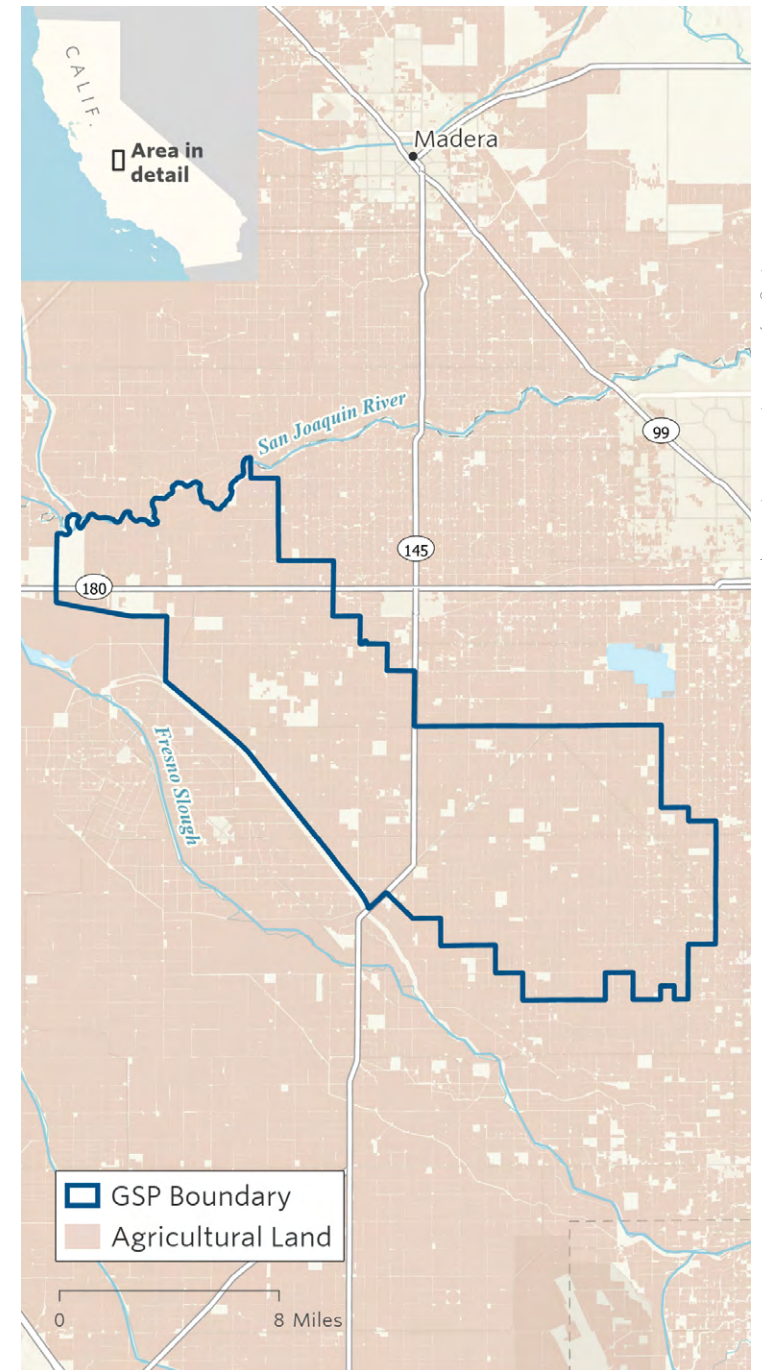 CALIF.
Area in
detail
Madera
San Joaquin River
99
145
180
Fresno Slough
GSP Boundary
Agricultural Land
0
8 Miles